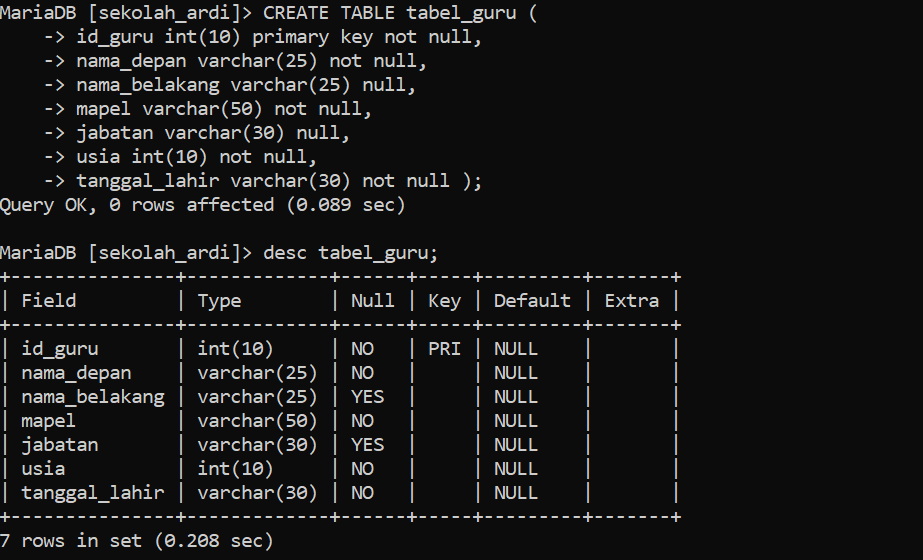 MariaDB [sekolah_ardi]> CREATE TABLE tabel_guru (
    -> id_guru int(10) primary key not null,
    -> nama_depan varchar(25) not null,
    -> nama_belakang varchar(25) null,
    -> mapel varchar(50) not null,
    -> jabatan varchar(30) null,
    -> usia int(10) not null,
    -> tanggal_lahir varchar(30) not null );
Query OK, 0 rows affected (0.089 sec)

MariaDB [sekolah_ardi]> desc tabel_guru;
+---------------+-------------+------+-----+---------+-------+
| Field         | Type        | Null | Key | Default | Extra |
+---------------+-------------+------+-----+---------+-------+
| id_guru       | int(10)     | NO   | PRI | NULL    |       |
| nama_depan    | varchar(25) | NO   |     | NULL    |       |
| nama_belakang | varchar(25) | YES  |     | NULL    |       |
| mapel         | varchar(50) | NO   |     | NULL    |       |
| jabatan       | varchar(30) | YES  |     | NULL    |       |
| usia          | int(10)     | NO   |     | NULL    |       |
| tanggal_lahir | varchar(30) | NO   |     | NULL    |       |
+---------------+-------------+------+-----+---------+-------+
7 rows in set (0.208 sec)